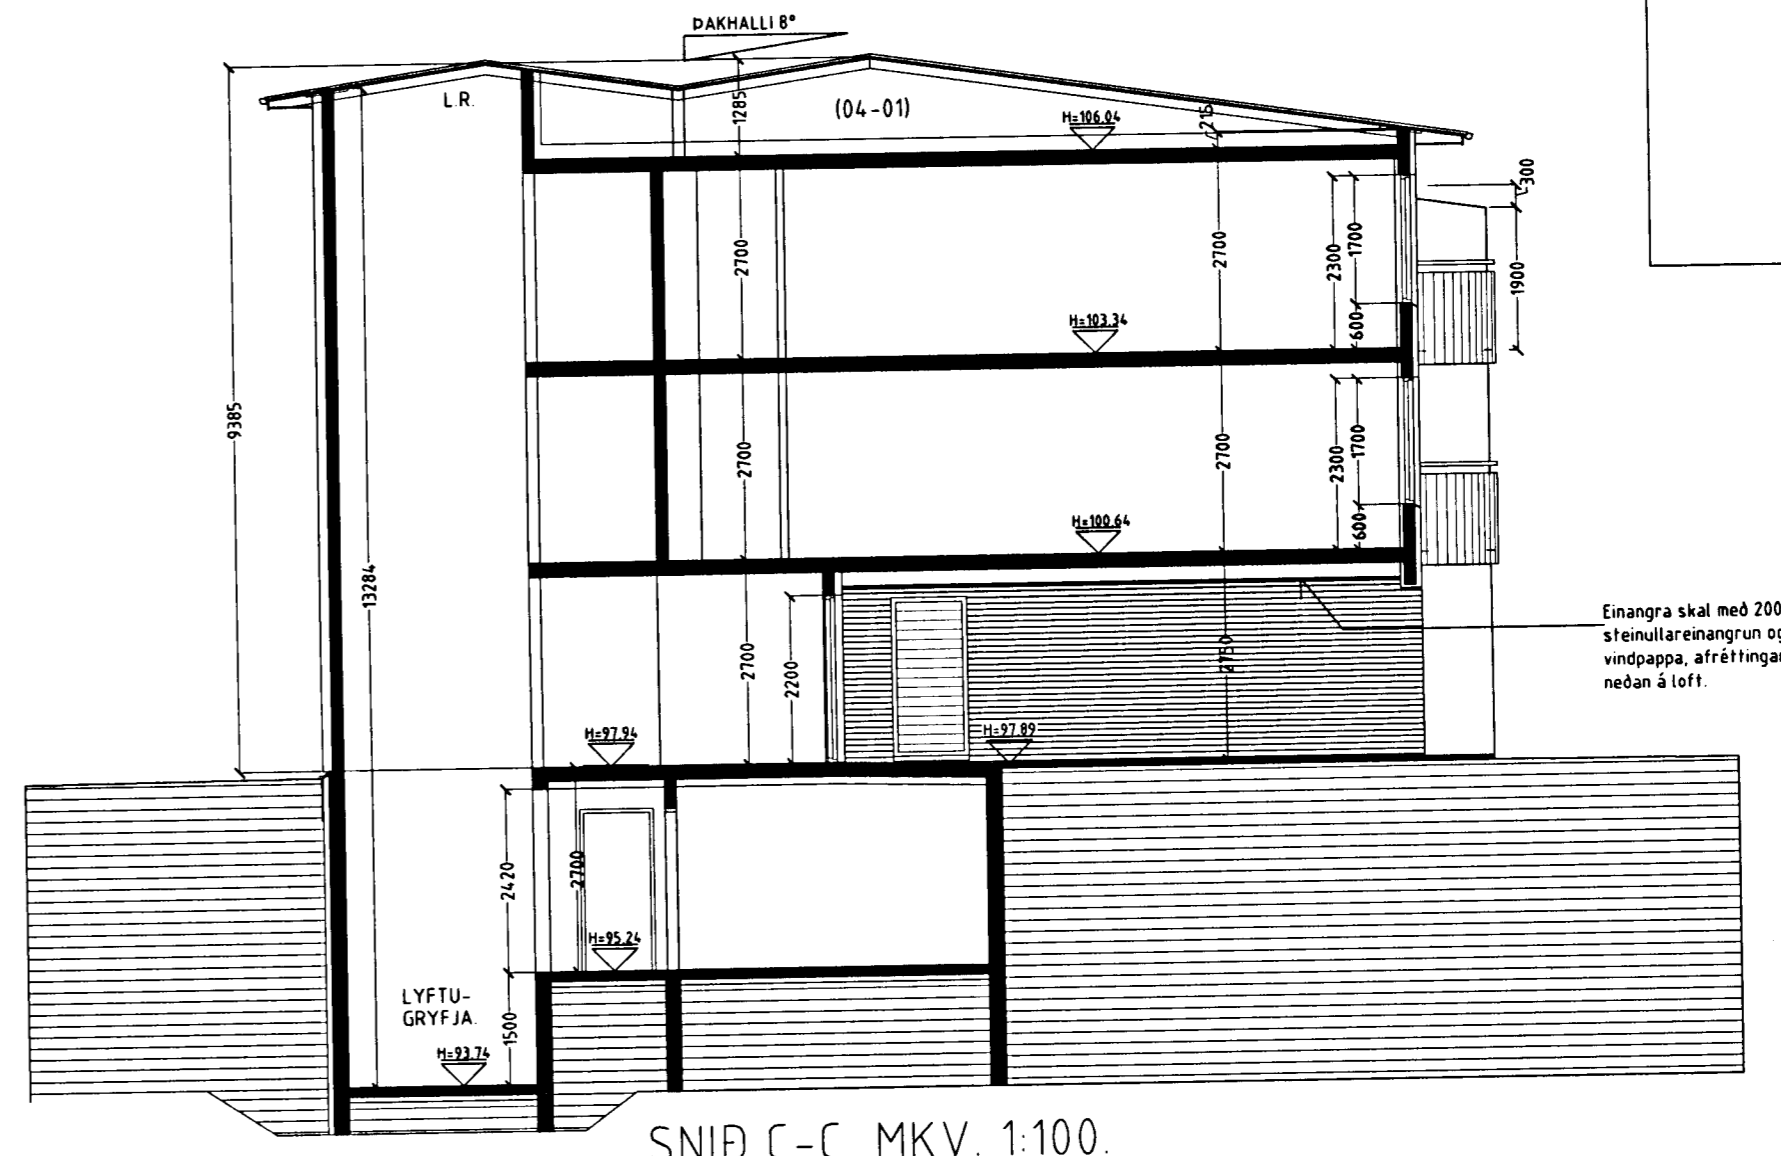 ÞAKHALLI 8°
L.R.
1285
(04-01)
H=106.04
215
300
2700
2700
2300
1700
1900
600
H=103.34
9385
2700
2700
2300
1700
600
H=100.64
13284
2700
2200
2750
Einangra skal með 200
steinullareinangrun og
vindpappa, afréttingar
neðan á loft.
H=97.94
H=97.89
2420
2700
H=95.24
LYFTU-
GRYFJA.
1500
H=93.74
SNIÐ C-C MKV. 1:100.